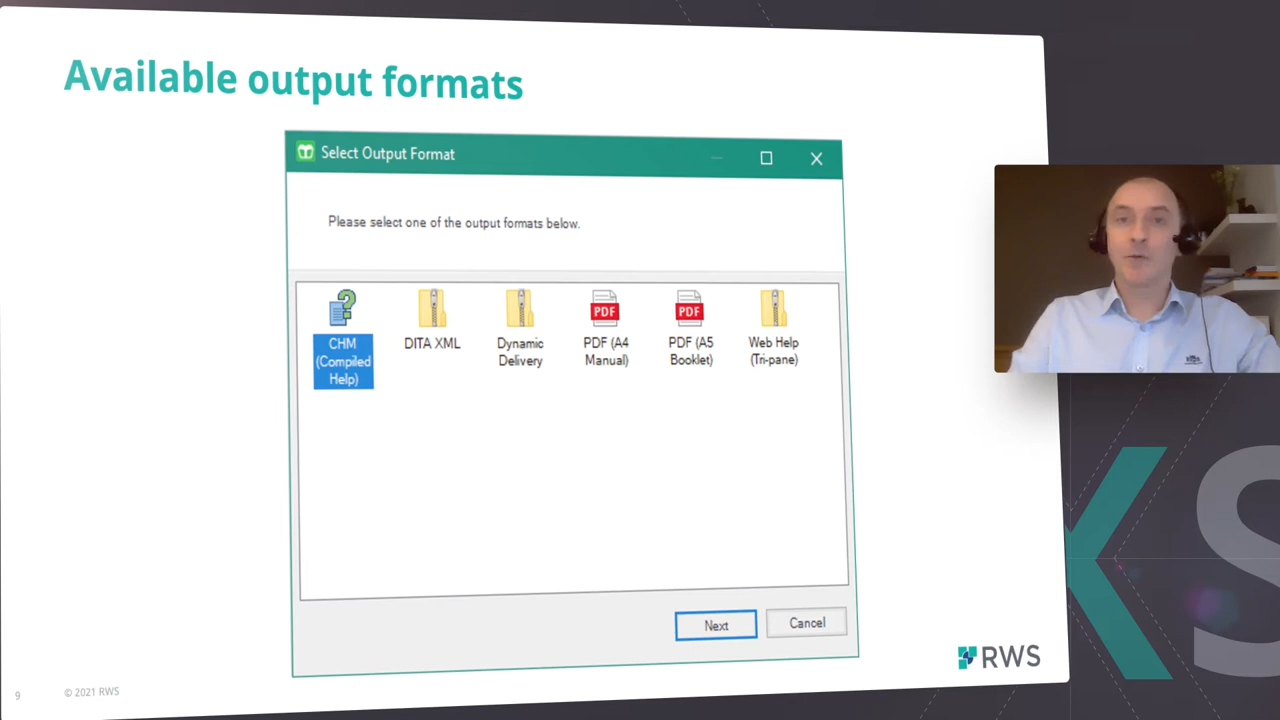 Available output formats
Select Output Format
Please select one of the output formats below.
CHM
(Compiled
Help)
DITA XML
Dynamic
Delivery
PDF
PDF (A4
Manual)
PDF
PDF (A5
Booklet)
Web Help
(Tri-pane)
Next
Cancel
RWS
9
© 2021 RWS